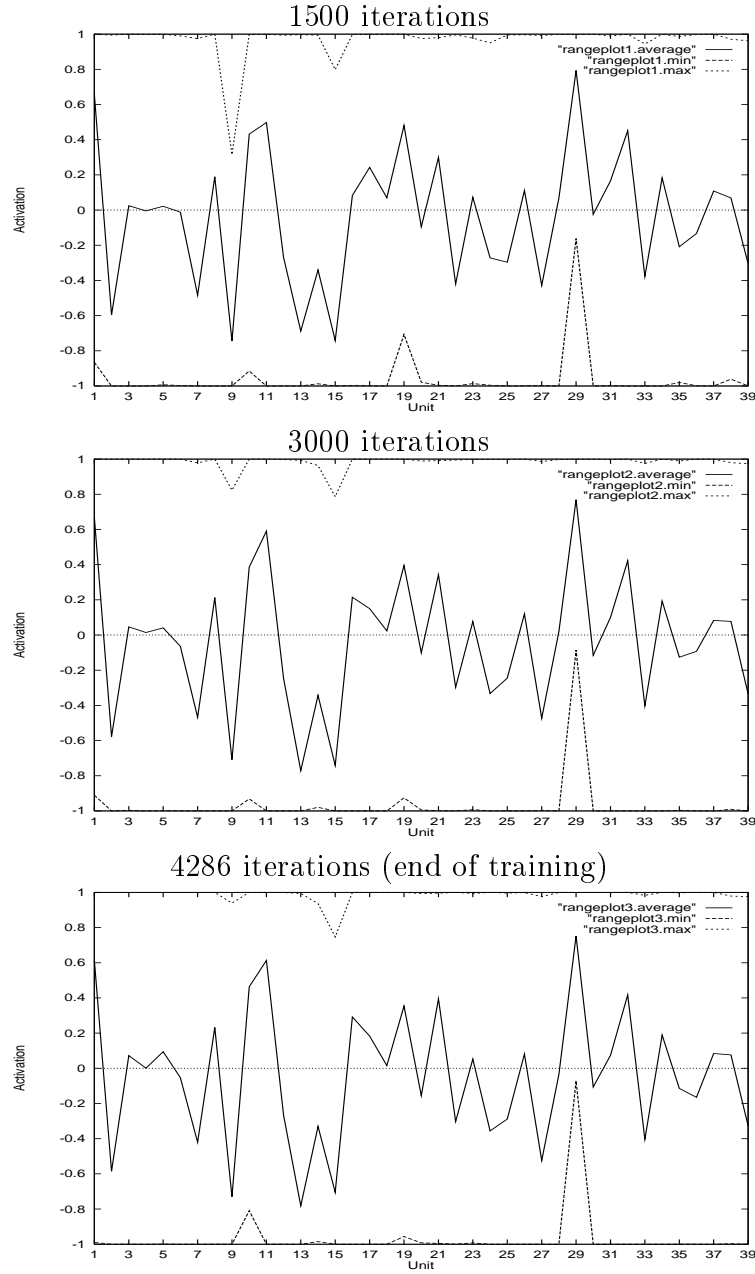 1500 iterations
1
0.8
0.6
0.4
0.2
0
-0.2
-0.4
-0.6
-0.8
-1
Activation
"rangeplot1.average"
"rangeplot1.min"
"rangeplot1.max"
1 3 5 7 9 11 13 15 17 19 21 23 25 27 29 31 33 35 37 39
Unit
3000 iterations
1
0.8
0.6
0.4
0.2
0
-0.2
-0.4
-0.6
-0.8
-1
Activation
"rangeplot2.average"
"rangeplot2.min"
"rangeplot2.max"
1 3 5 7 9 11 13 15 17 19 21 23 25 27 29 31 33 35 37 39
Unit
4286 iterations (end of training)
1
0.8
0.6
0.4
0.2
0
-0.2
-0.4
-0.6
-0.8
-1
Activation
"rangeplot3.average"
"rangeplot3.min"
"rangeplot3.max"
1 3 5 7 9 11 13 15 17 19 21 23 25 27 29 31 33 35 37 39
Unit